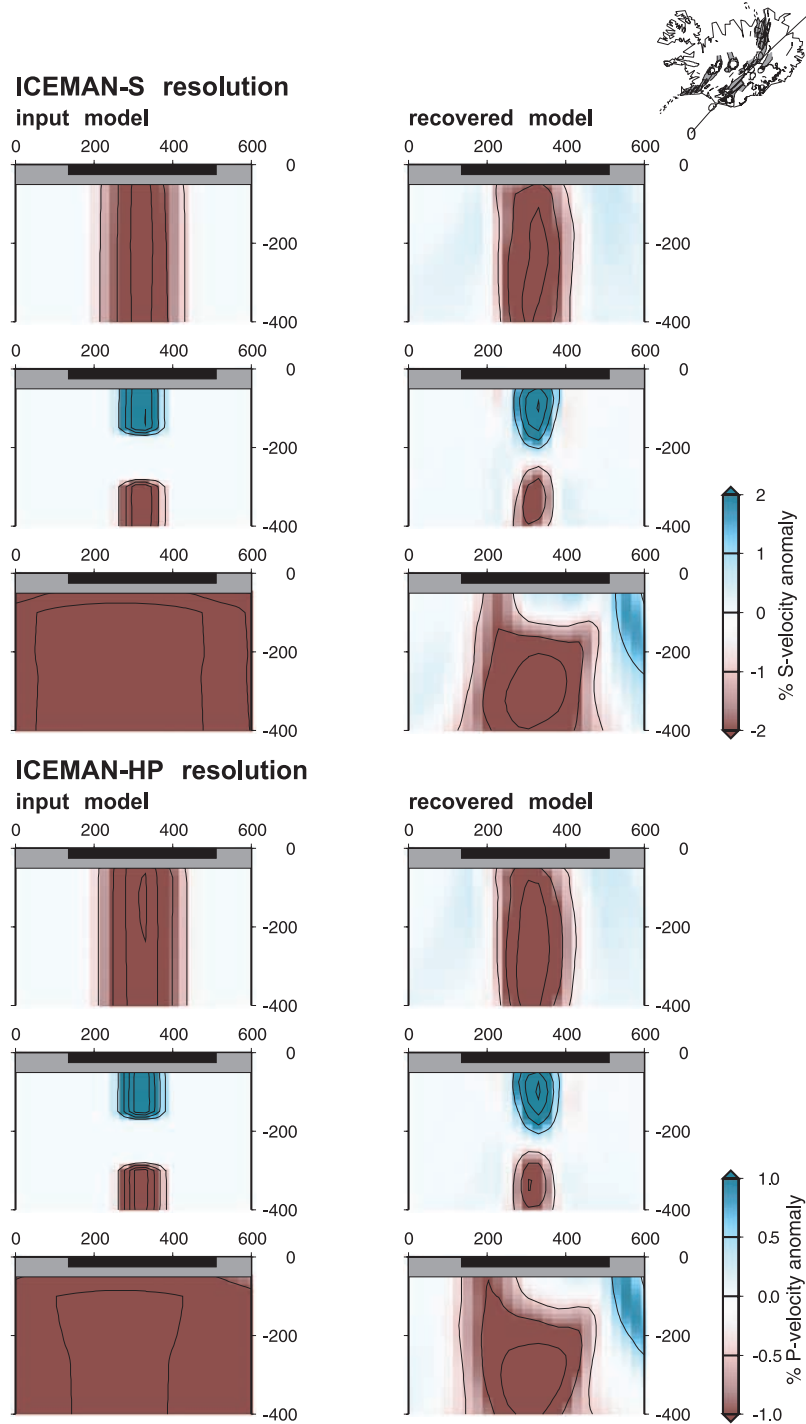 ICEMAN-S resolution
input model recovered model
0 200 400 600 0 200 400 600
0 0
-200 -200
-400 -400
0 200 400 600 0 200 400 600
0 0
-200 -200
-400 -400
0 200 400 600 0 200 400 600
0 0
-200 -200
-400 -400
2
1
0
-1
-2
% S-velocity anomaly
ICEMAN-HP resolution
input model recovered model
0 200 400 600 0 200 400 600
0 0
-200 -200
-400 -400
0 200 400 600 0 200 400 600
0 0
-200 -200
-400 -400
0 200 400 600 0 200 400 600
0 0
-200 -200
-400 -400
1.0
0.5
0.0
-0.5
-1.0
% P-velocity anomaly